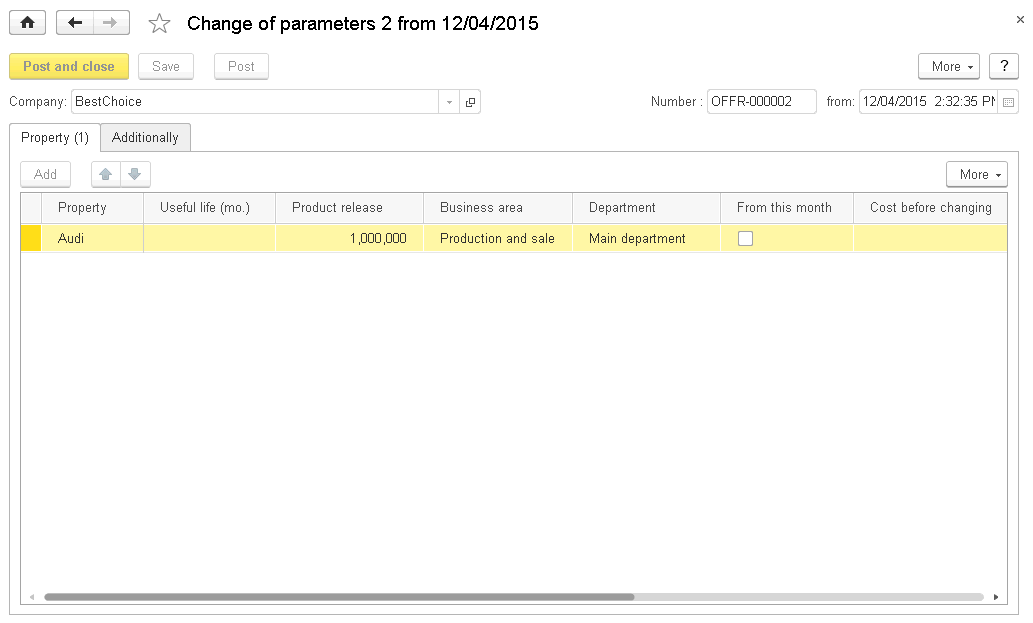 Change of parameters 2 from 12/04/2015
Post and close Save Post More ?
Company: BestChoice Number : OFFR-000002 from: 12/04/2015 2:32:35 PM
Property (1) Additionally
Add More
Property Useful life (mo.) Product release Business area Department From this month Cost before changing
Audi 1,000,000 Production and sale Main department